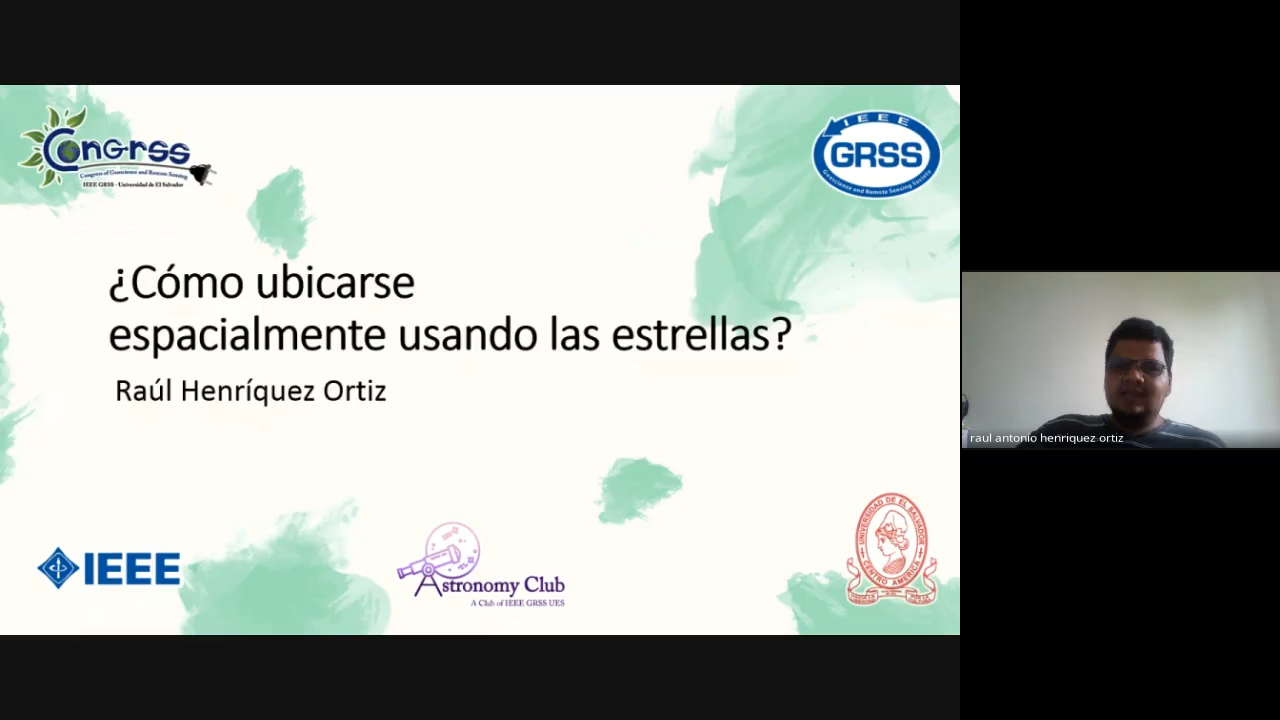 ConGrss
Congress of Geoscience and Remote Sensing
IEEE GRSS - Universidad de El Salvador
IEEE
GRSS
Geoscience and Remote Sensing Society
¿Cómo ubicarse
espacialmente usando las estrellas?
Raúl Henríquez Ortiz
raul antonio henriquez ortiz
IEEE
Astronomy Club
A Club of IEEE GRSS UES
UNIVERSIDAD DE EL SALVADOR
CENTRO AMERICA